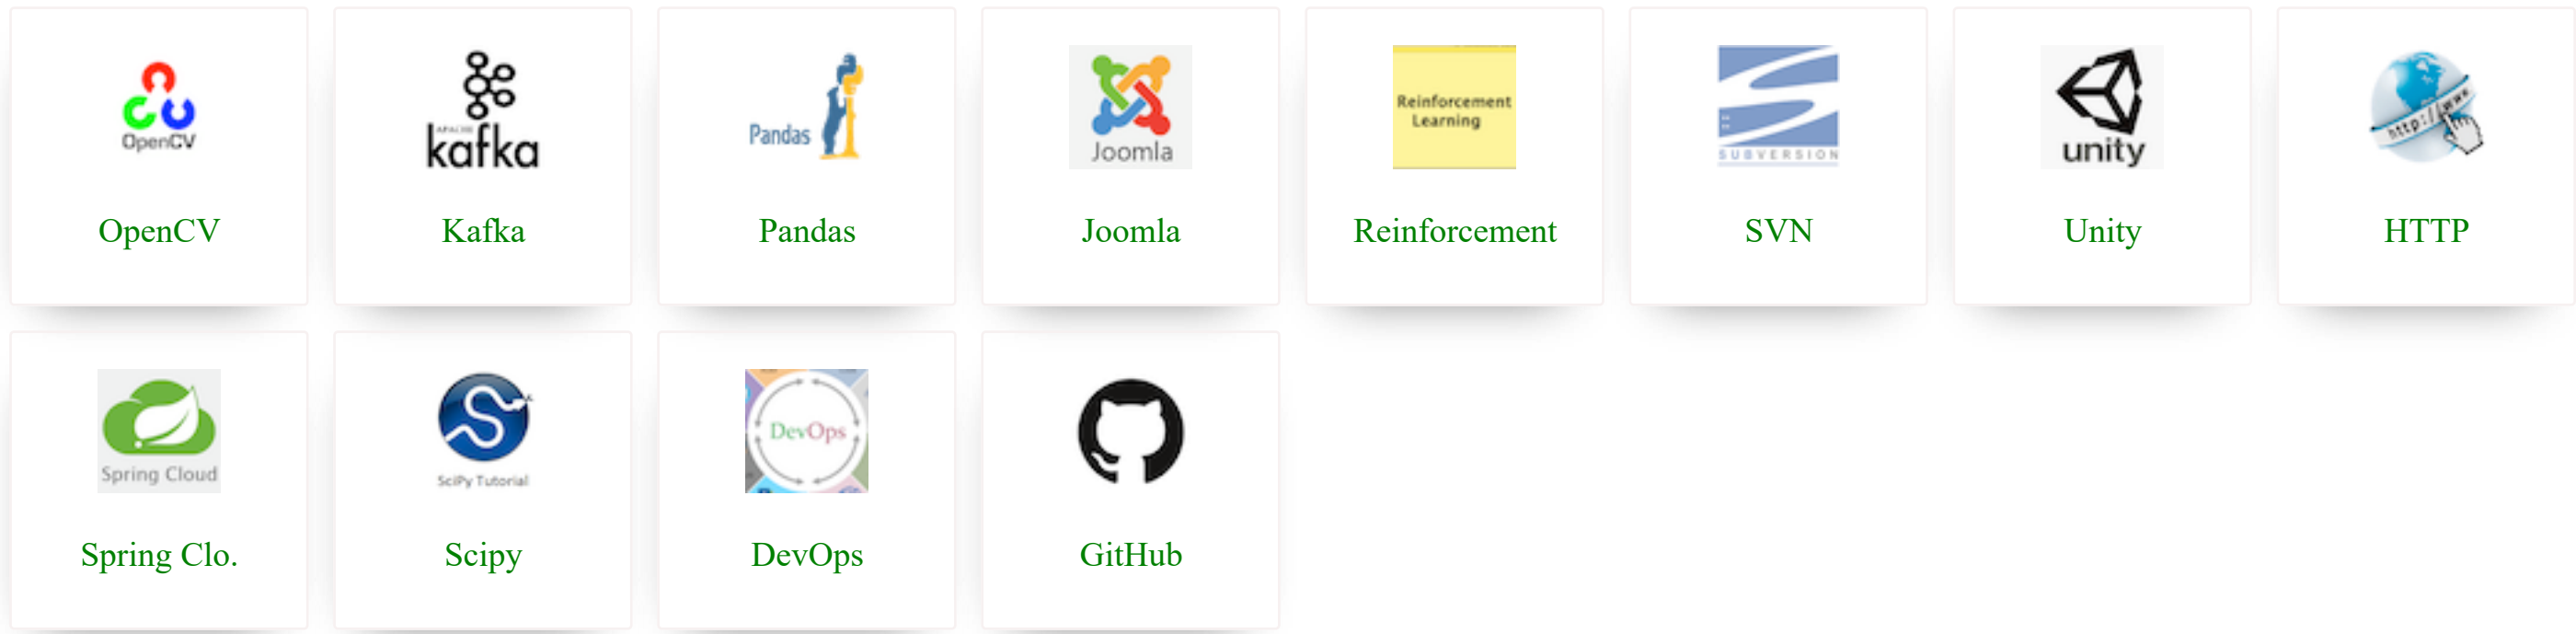 OpenCV
APACHE
kafka
Pandas
Joomla
Reinforcement
Learning
SUBVERSION
unity
http://www
OpenCV
Kafka
Pandas
Joomla
Reinforcement
SVN
Unity
HTTP
Spring Cloud
SciPy Tutorial
DevOps
Spring Clo.
Scipy
DevOps
GitHub